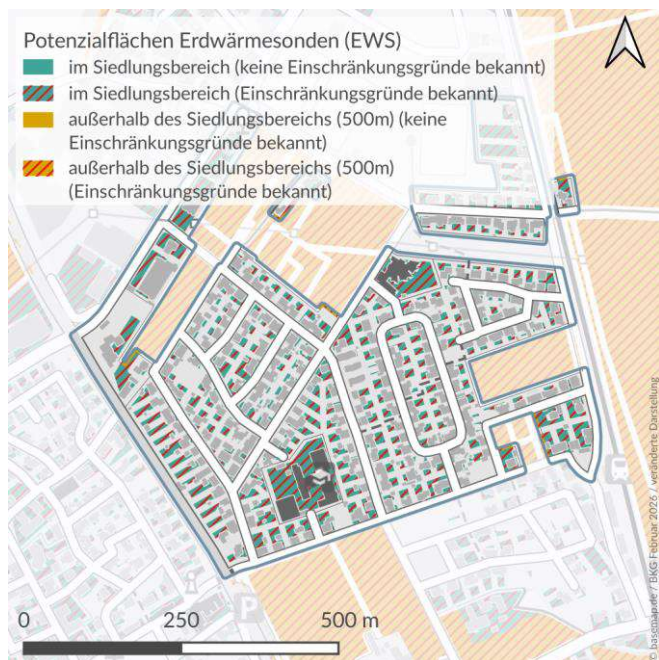 Potenzialflächen Erdwärmesonden (EWS)
im Siedlungsbereich (keine Einschränkungsgründe bekannt)
im Siedlungsbereich (Einschränkungsgründe bekannt)
außerhalb des Siedlungsbereichs (500m) (keine
Einschränkungsgründe bekannt)
außerhalb des Siedlungsbereichs (500m)
(Einschränkungsgründe bekannt)
P
0 250 500 m
© basemap.de / BKG Februar 2026 / veränderte Darstellung